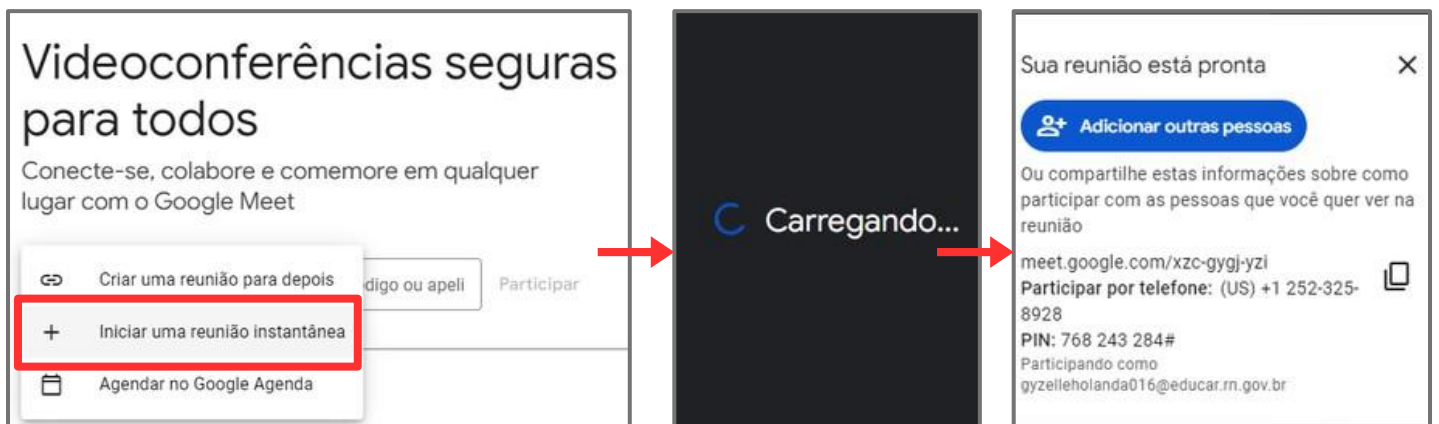 Videoconferências seguras
para todos
Conecte-se, colabore e comemore em qualquer
lugar com o Google Meet
Criar uma reunião para depois
digo ou apeli
Participar
Iniciar uma reunião instantânea
Agendar no Google Agenda
Carregando...
Sua reunião está pronta
Adicionar outras pessoas
Ou compartilhe estas informações sobre como
participar com as pessoas que você quer ver na
reunião
meet.google.com/xzc-gygj-yzi
Participar por telefone: (US) +1 252-325-
8928
PIN: 768 243 284#
Participando como
gyzelleholanda016@educar.rn.gov.br